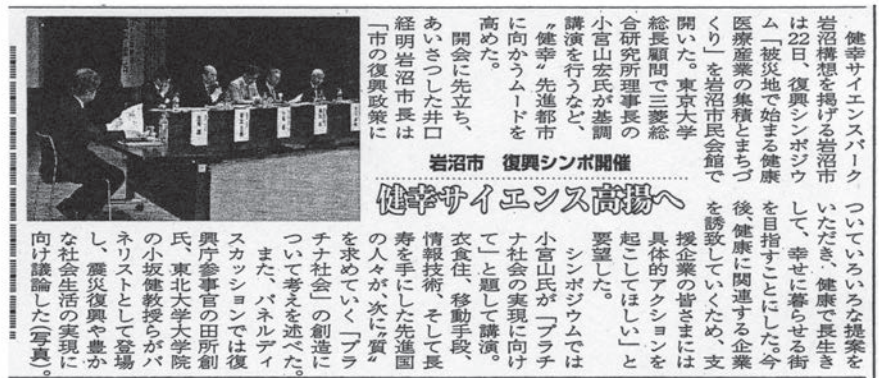 健幸サイエンスパーク
岩沼構想を掲げる岩沼市
は22日、復興シンポジウ
ム「被災地で始まる健康
医療産業の集積とまちづ
くり」を岩沼市民会館で
開いた。東京大学
総長顧問で三菱総
合研究所理事長の
小宮山宏氏が基調
講演を行うなど、
〝健幸〟先進都市
に向かうムードを
高めた。
開会に先立ち、
あいさつした井口
経明岩沼市長は
「市の復興政策に
岩沼市 復興シンポ開催
健幸サイエンス高揚へ
ついていろいろな提案を
いただき、健康で長生き
して、幸せに暮らせる街
を目指すことにした。今
後、健康に関連する企業
を誘致していくため、支
援企業の皆さまには
具体的アクションを
起こしてほしい」と
要望した。
シンポジウムでは
小宮山氏が「プラチ
ナ社会の実現に向け
て」と題して講演。
衣食住、移動手段、
情報技術、そして長
寿を手にした先進国
の人々が、次に〝質〟
を求めていく「プラ
チナ社会」の創造に
ついて考えを述べた。
また、パネルディ
スカッションでは復
興庁参事官の田所創
氏、東北大学大学院
の小坂健教授らがパ
ネリストとして登場
し、震災復興や豊か
な社会生活の実現に
向け議論した(写真)。